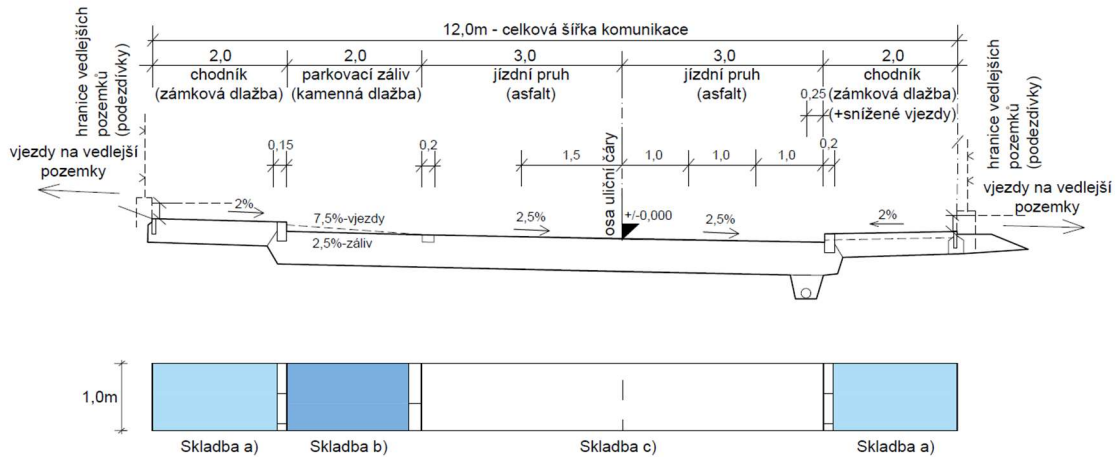 12,0m - celková šířka komunikace
2,0
2,0
3,0
3,0
2,0
chodník
(zámková dlažba)
parkovací záliv
(kamenná dlažba)
jízdní pruh
(asfalt)
jízdní pruh
(asfalt)
chodník
(zámková dlažba)
(+snížené vjezdy)
hranice vedlejších
pozemků
(podezdívky)
hranice vedlejších
pozemků
(podezdívky)
0,25
0,15
0,2
1,5
1,0
1,0
1,0
0,2
osa uliční čáry
vjezdy na vedlejší
pozemky
vjezdy na vedlejší
pozemky
2%
7,5%-vjezdy
2,5%-záliv
2,5%
+/-0,000
2,5%
2%
1,0m
Skladba a)
Skladba b)
Skladba c)
Skladba a)